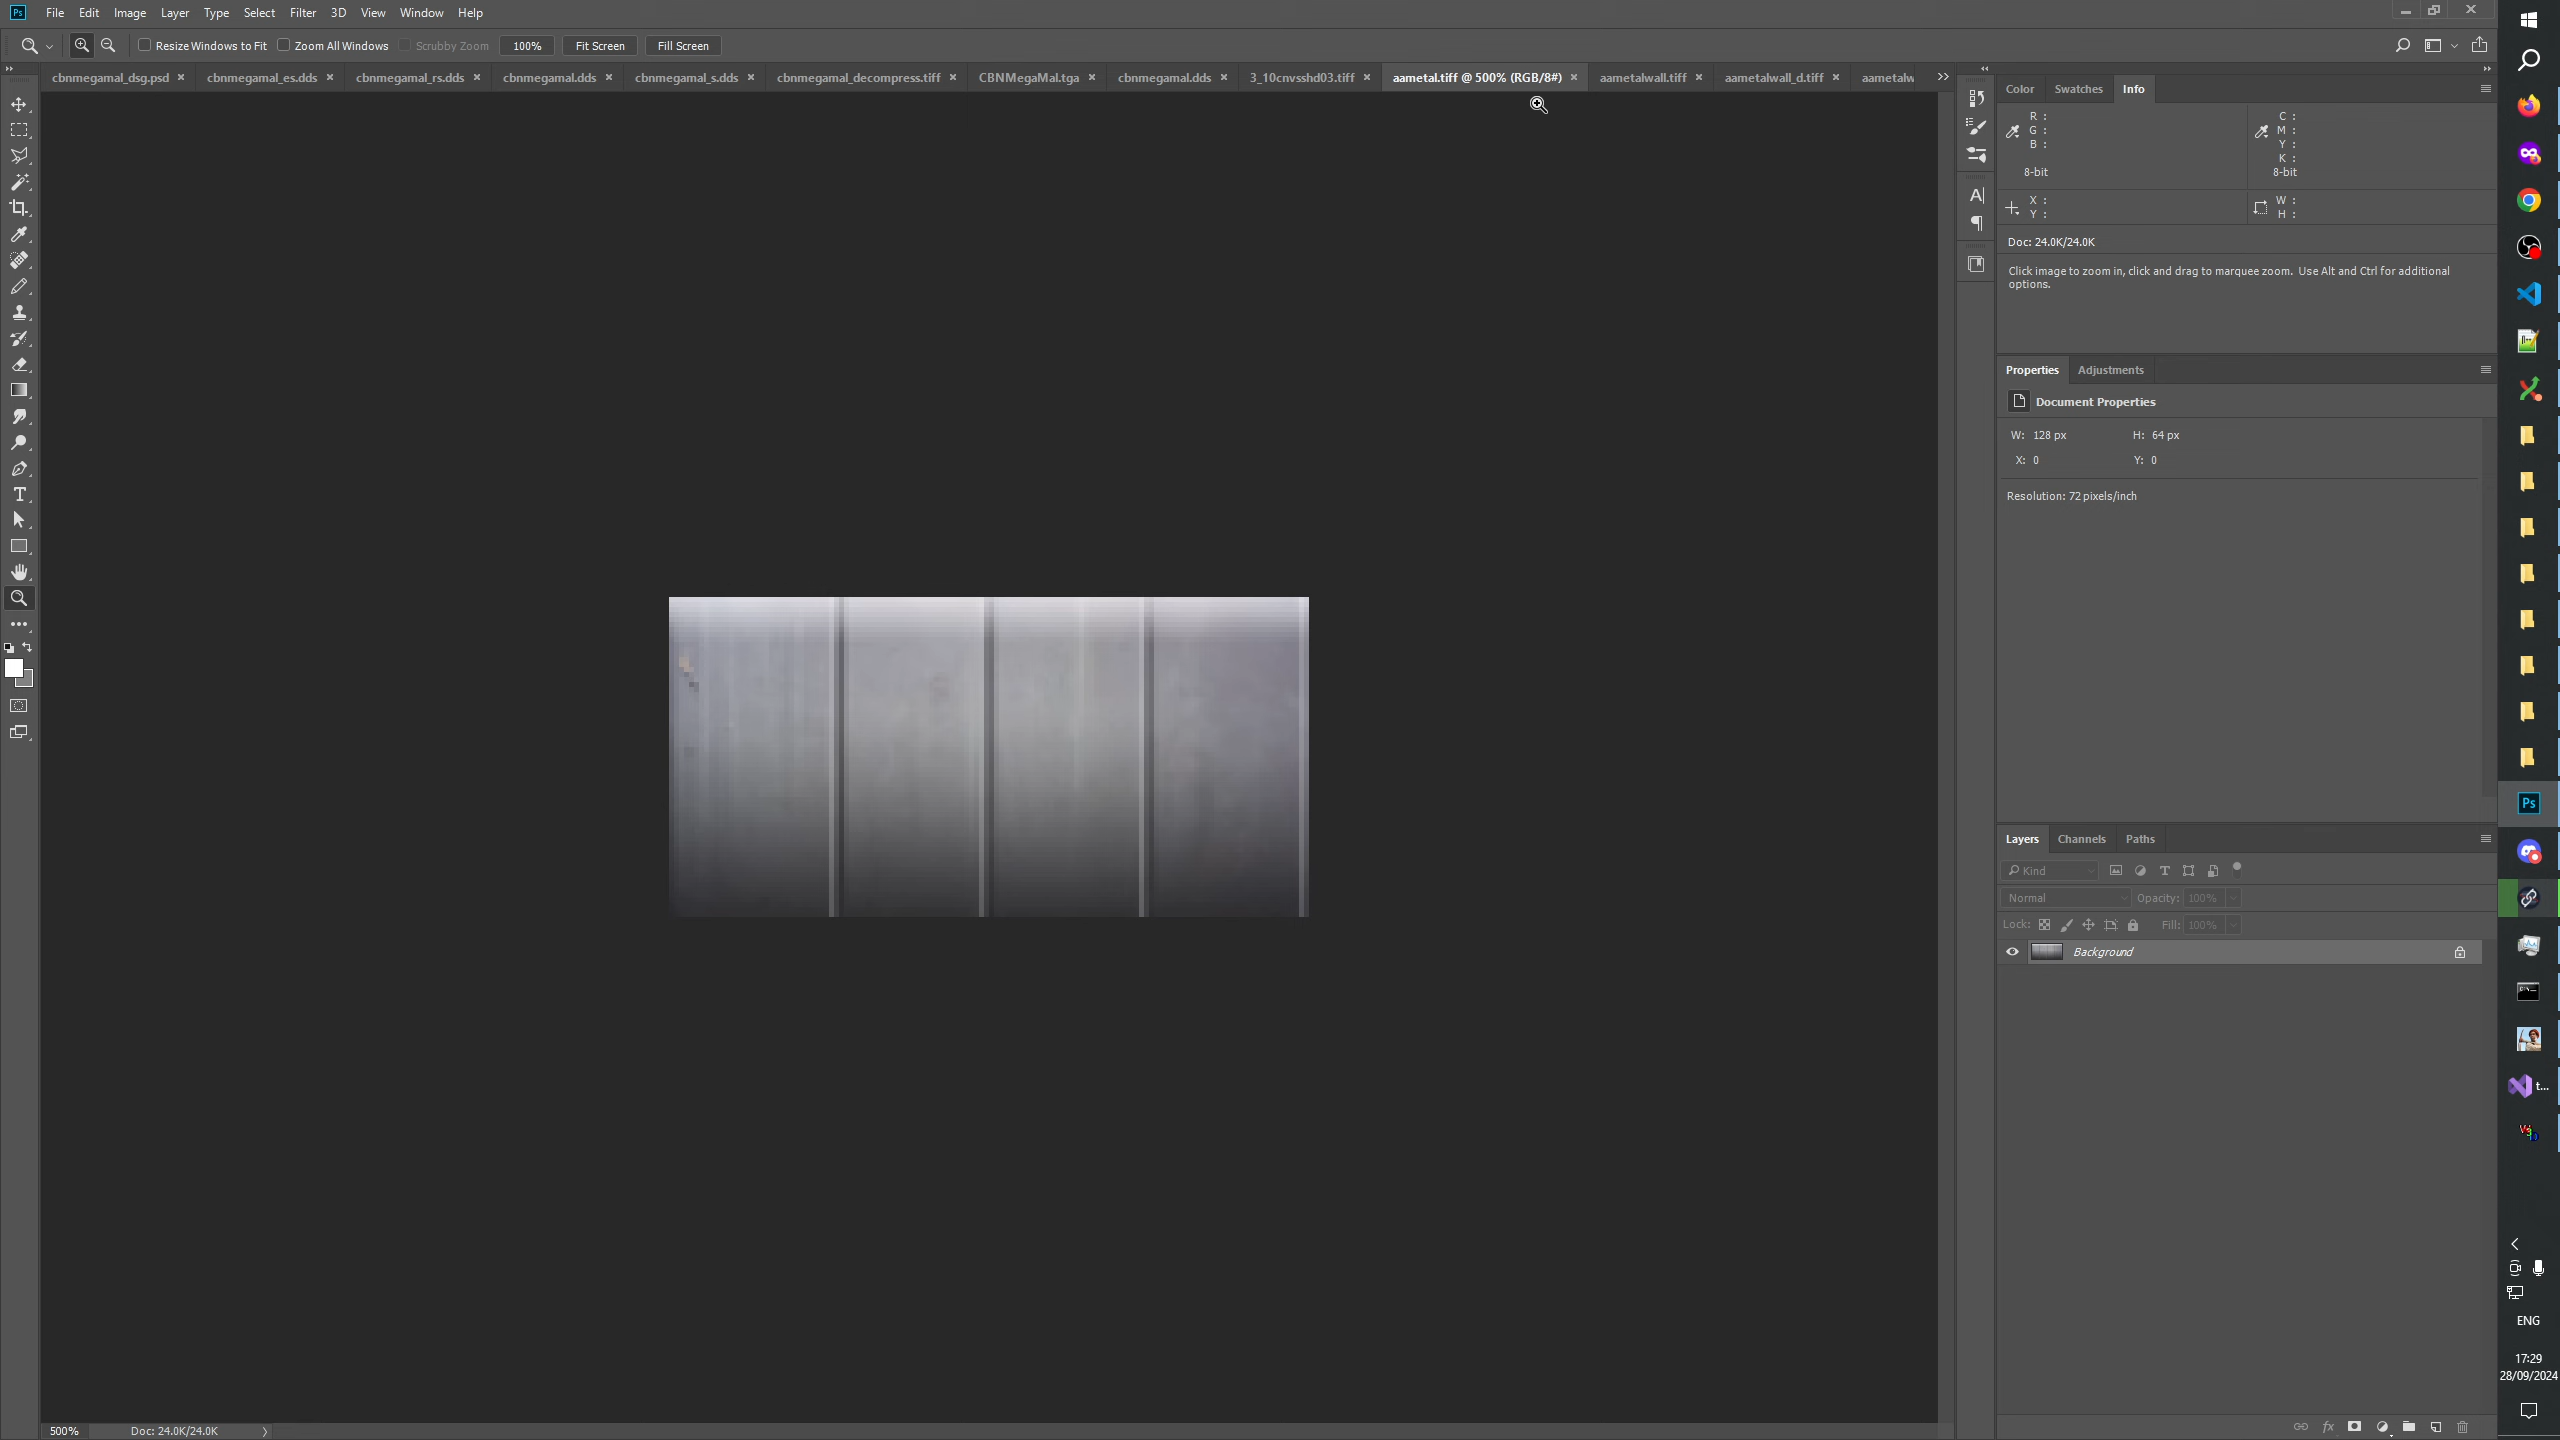 Ps File Edit Image Layer Type Select Filter 3D View Window Help
Resize Windows to Fit Zoom All Windows Scrubby Zoom 100% Fit Screen Fill Screen
cbnmegamal_dsg.psd cbnmegamal_es.dds cbnmegamal_rs.dds cbnmegamal.dds cbnmegamal_s.dds cbnmegamal_decompress.tiff CBNMegaMal.tga cbnmegamal.dds 3_10cnvsshd03.tiff aametal.tiff @ 500% (RGB/8#) aametalwall.tiff aametalwall_d.tiff aametalw
Color Swatches Info
R : C :
G : M :
B : Y :
K :
8-bit 8-bit
X : W :
Y : H :
Doc: 24.0K/24.0K
Click image to zoom in, click and drag to marquee zoom. Use Alt and Ctrl for additional
options.
Properties Adjustments
Document Properties
W: 128 px H: 64 px
X: 0 Y: 0
Resolution: 72 pixels/inch
Ps
Layers Channels Paths
Kind
Normal Opacity: 100%
Lock: Fill: 100%
Background
t...
ENG
17:29
28/09/2024
500% Doc: 24.0K/24.0K